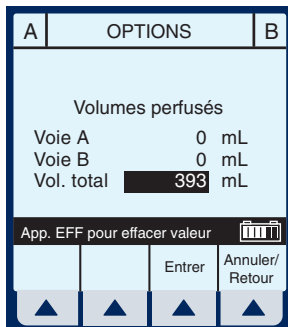 A OPTIONS B
Volumes perfusés
Voie A 0 mL
Voie B 0 mL
Vol. total 393 mL
App. EFF pour effacer valeur
Entrer
Annuler/
Retour